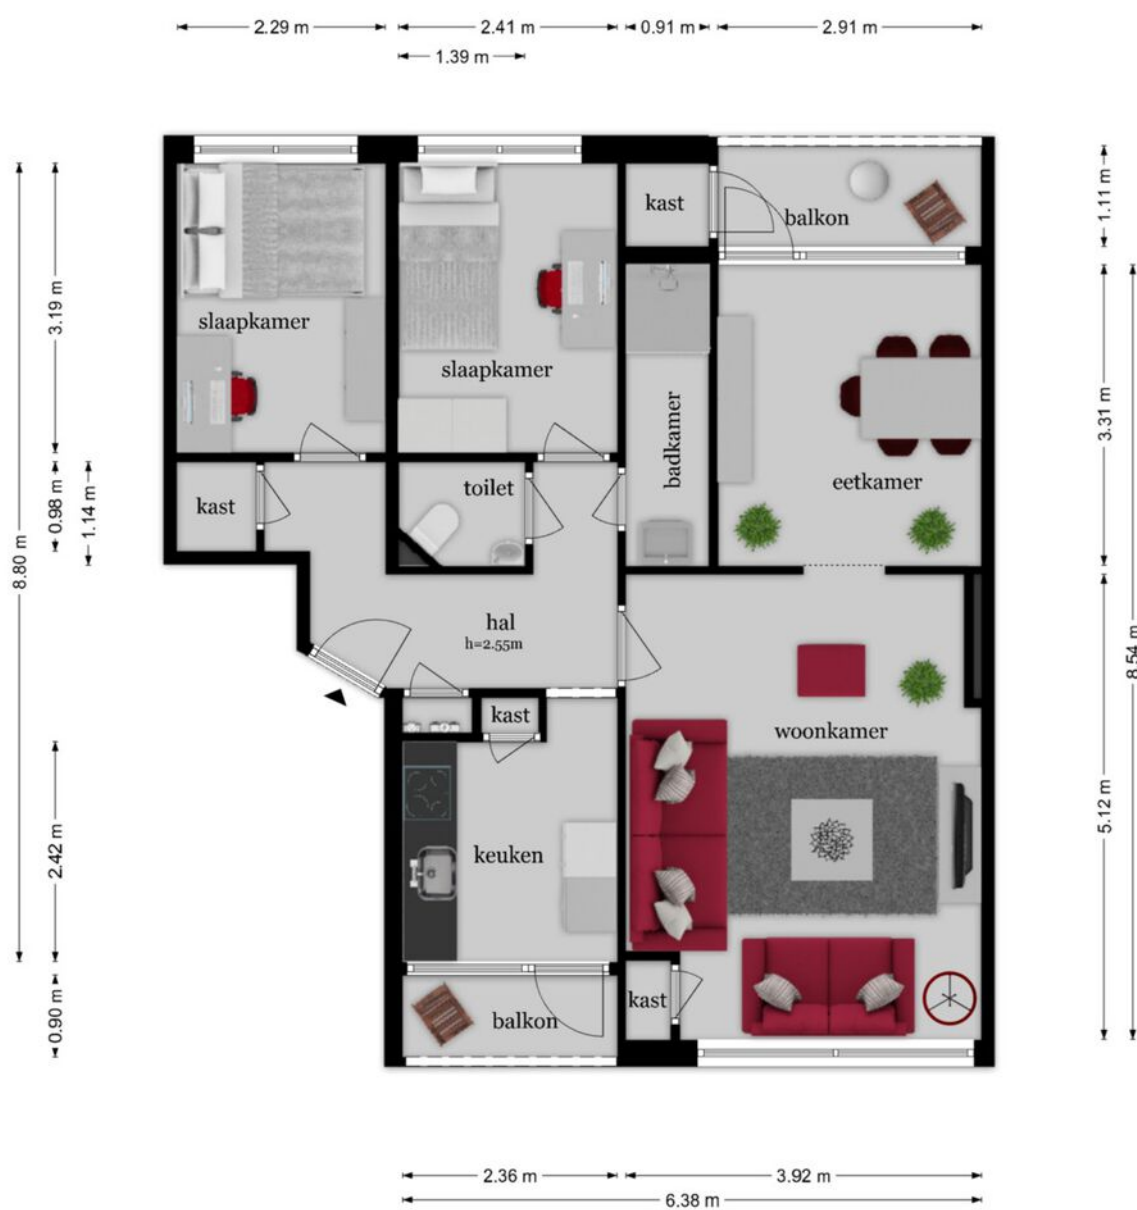 2.29 m
2.41 m
0.91 m
2.91 m
1.39 m
kast
balkon
1.11 m
slaapkamer
slaapkamer
3.19 m
badkamer
eetkamer
3.31 m
kast
toilet
0.98 m
1.14 m
8.80 m
hal
h=2.55m
8.54 m
kast
woonkamer
5.12 m
keuken
2.42 m
kast
balkon
0.90 m
2.36 m
3.92 m
6.38 m